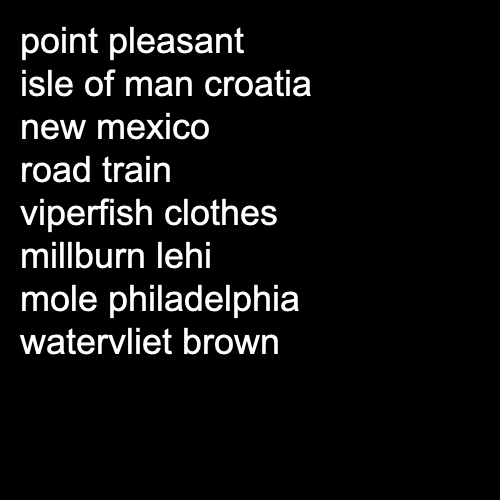 point pleasant
isle of man croatia
new mexico
road train
viperfish clothes
millburn lehi
mole philadelphia
watervliet brown